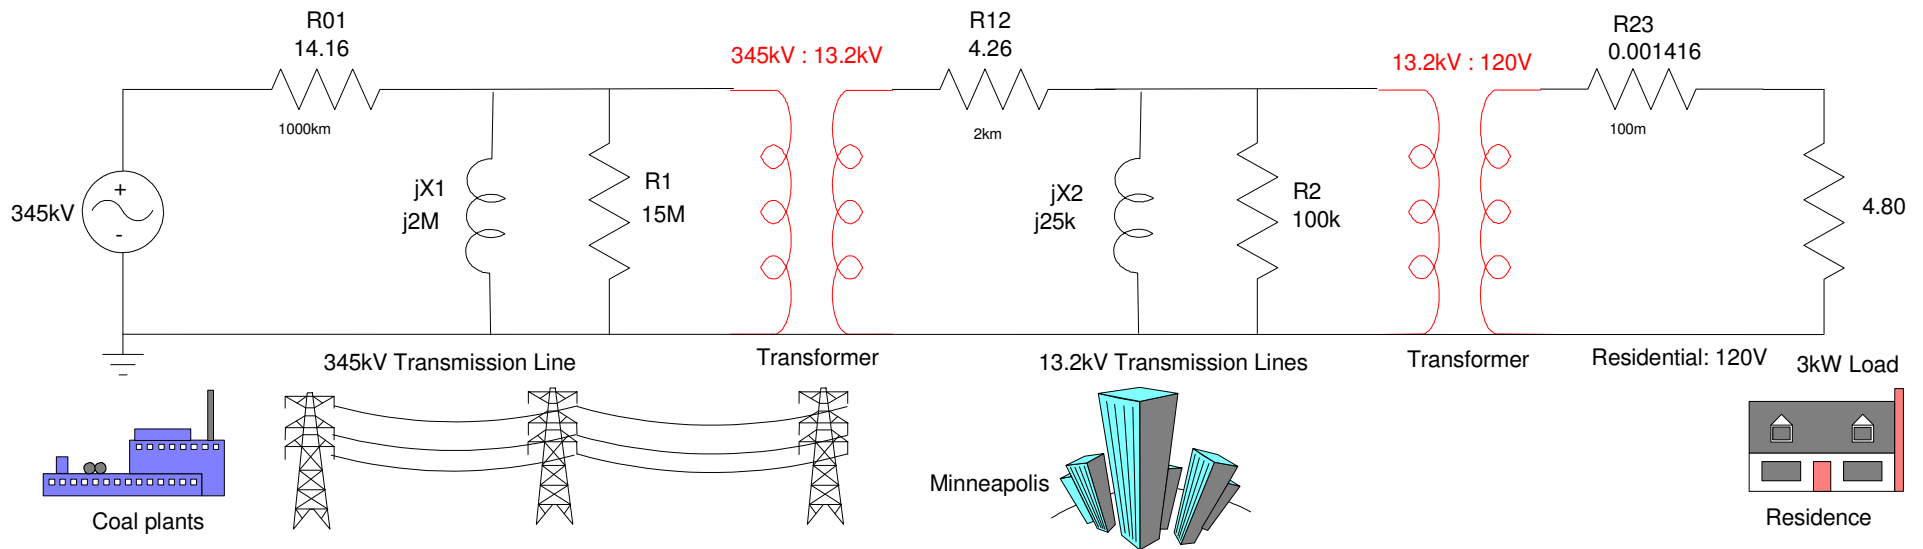 R01
14.16
1000km
345kV
+
-
jX1
j2M
R1
15M
345kV : 13.2kV
R12
4.26
2km
jX2
j25k
R2
100k
13.2kV : 120V
R23
0.001416
100m
4.80
345kV Transmission Line
Transformer
13.2kV Transmission Lines
Transformer
Residential: 120V
3kW Load
Coal plants
Minneapolis
Residence